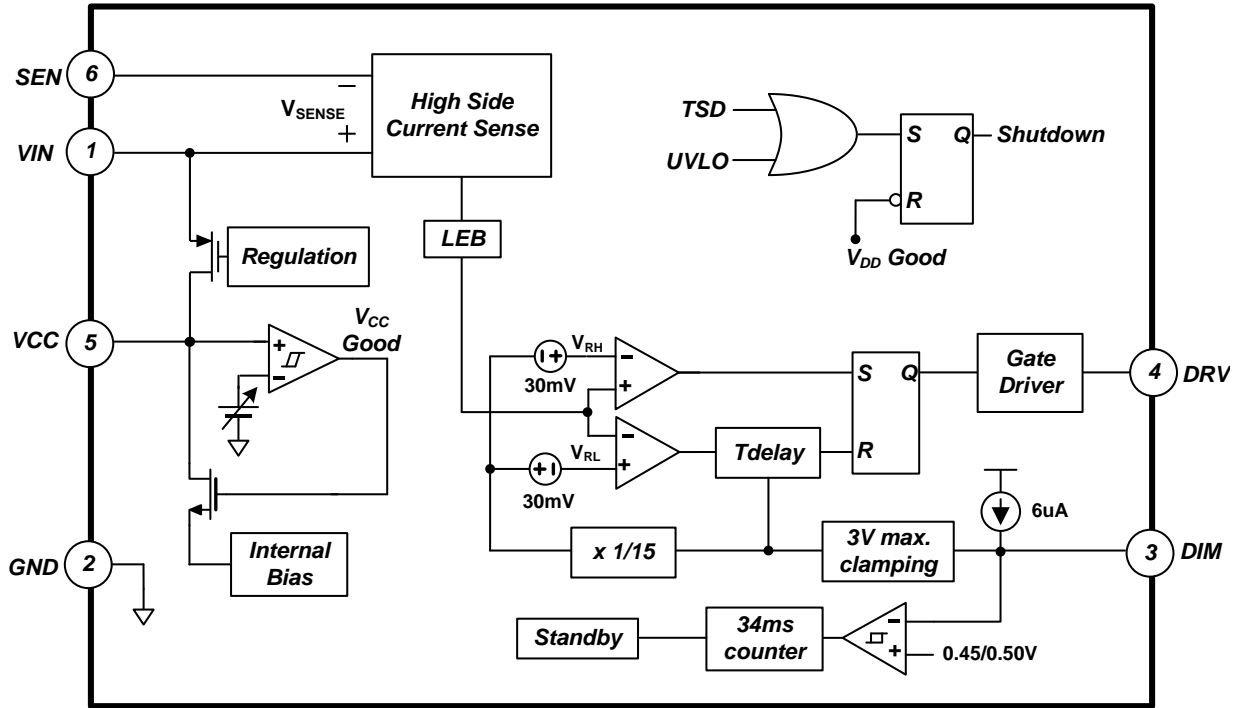 SEN 6
VIN 1
VCC 5
GND 2
−
V_SENSE
+
High Side
Current Sense
LEB
Regulation
V_CC
Good
+
−
Internal
Bias
TSD
UVLO
S Q
R
Shutdown
V_DD Good
V_RH
30mV
−
+
V_RL
30mV
−
+
Tdelay
S Q
R
Gate
Driver
4 DRV
6uA
x 1/15
3V max.
clamping
3 DIM
Standby
34ms
counter
−
+
0.45/0.50V